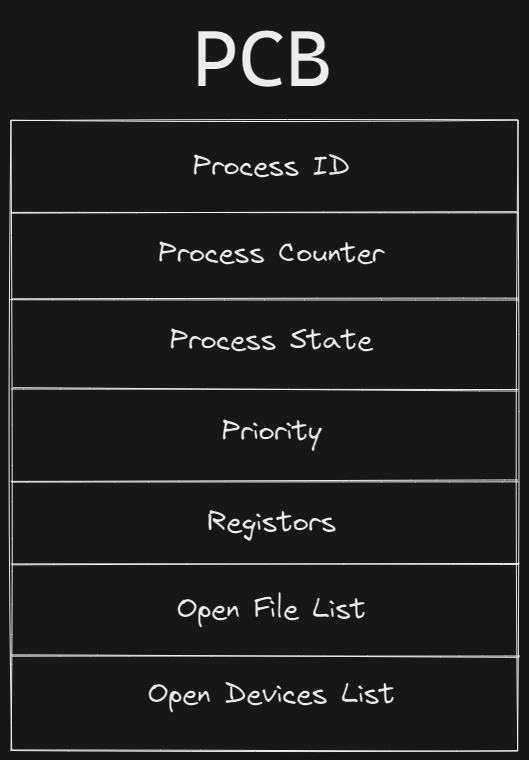 PCB
Process ID
Process Counter
Process State
Priority
Registors
Open File List
Open Devices List